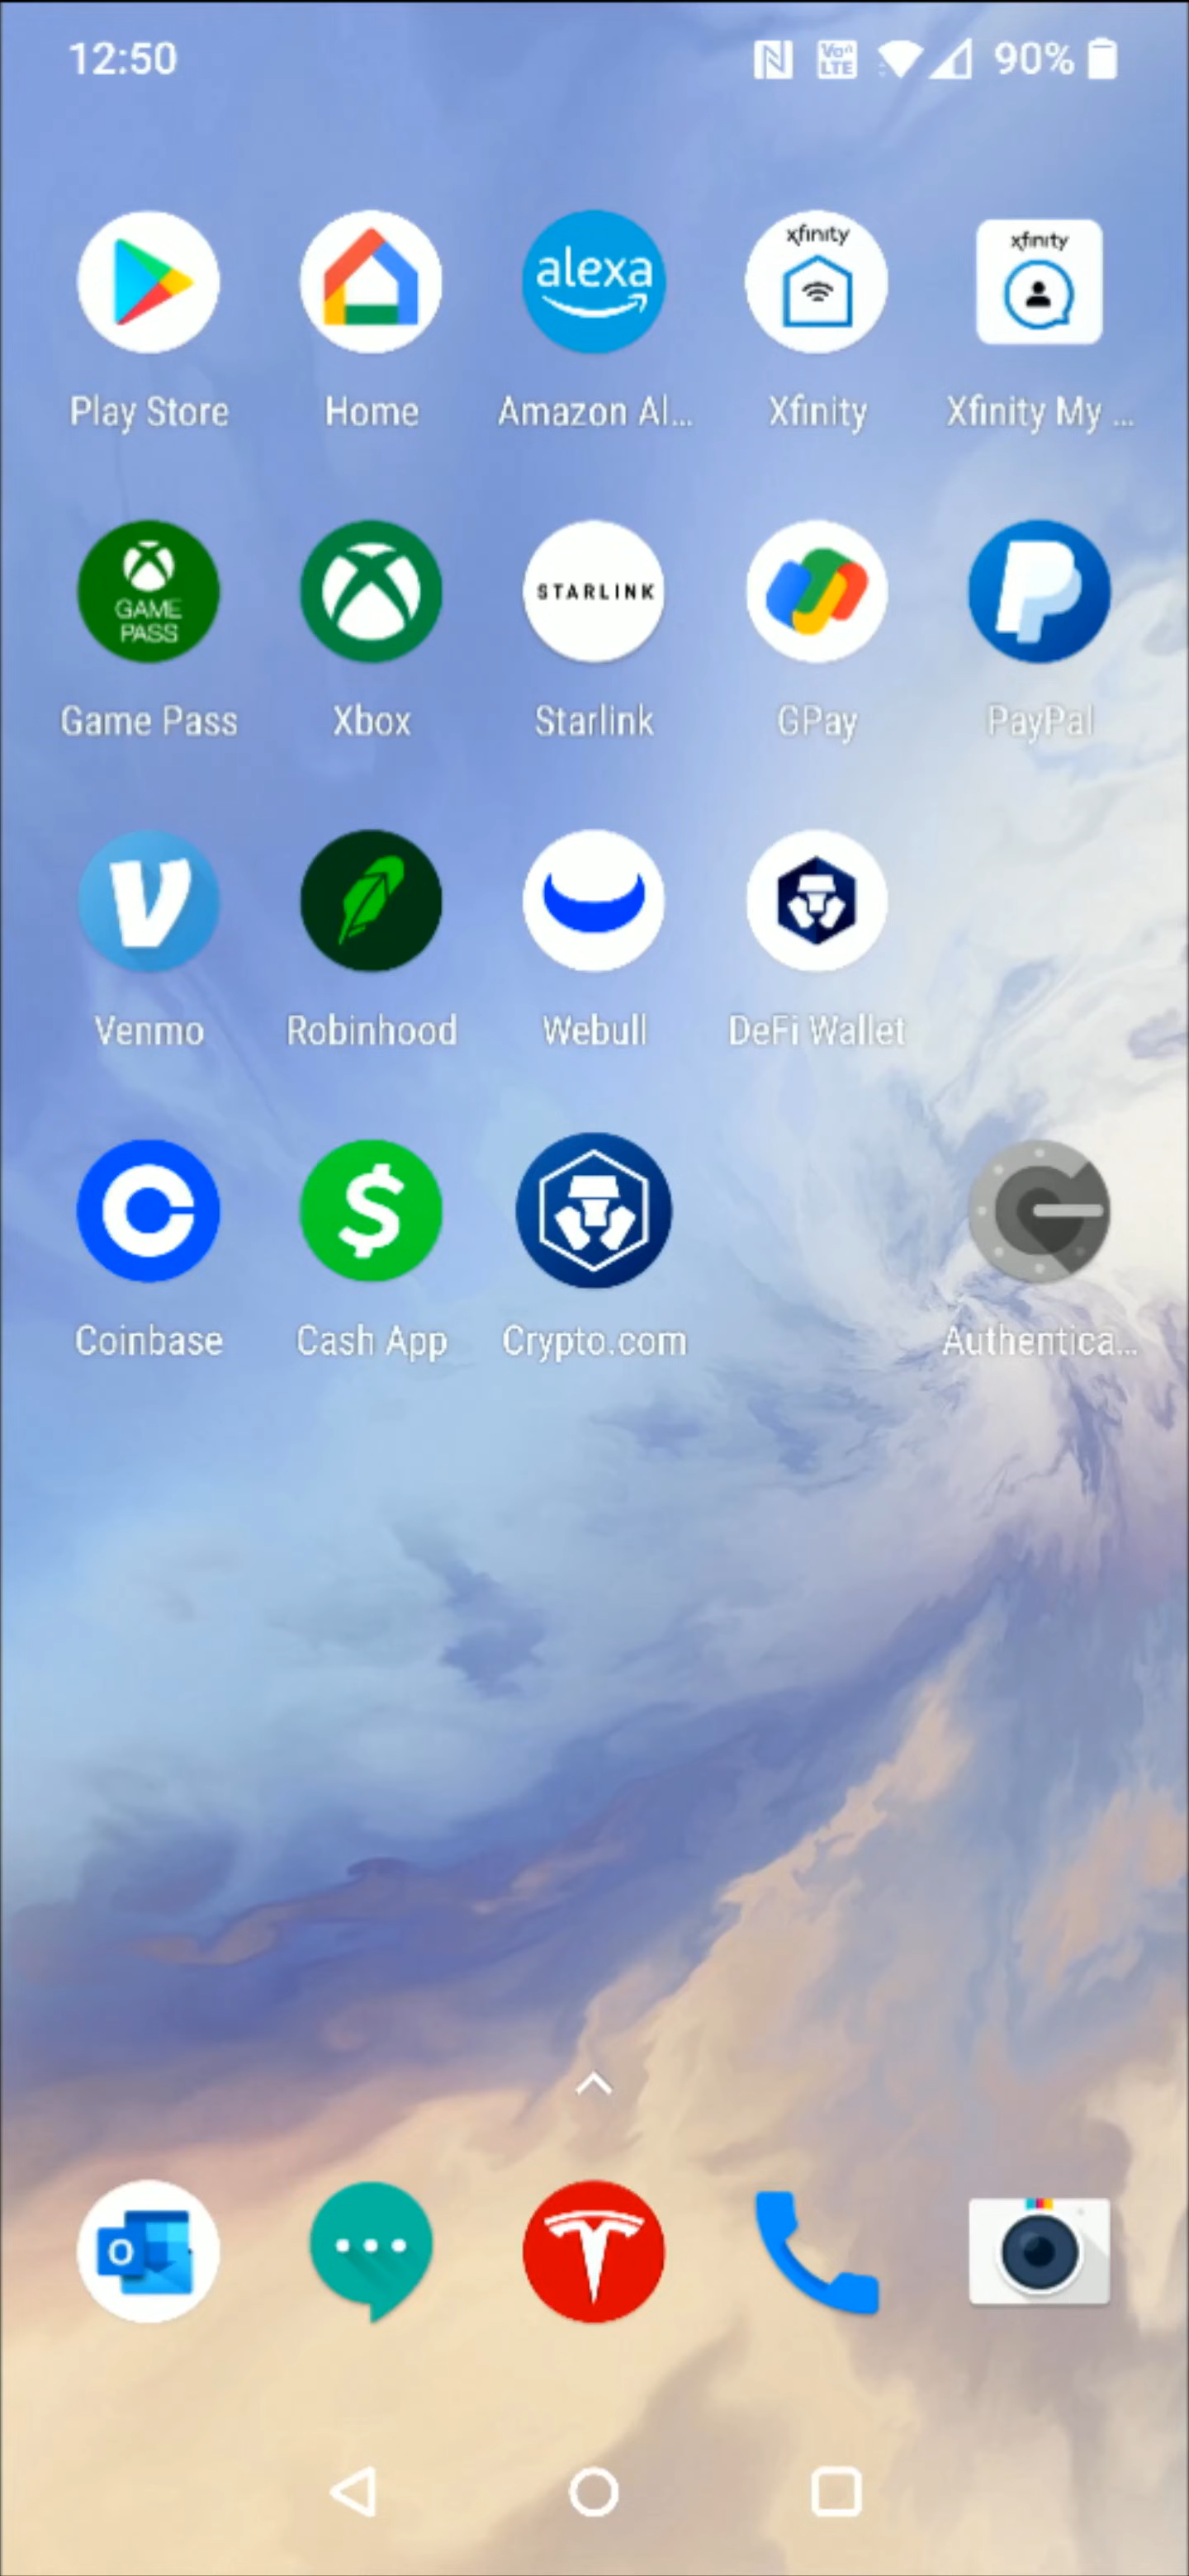 12:50 VoLTE 90%
alexa xfinity xfinity
Play Store Home Amazon Al... Xfinity Xfinity My ...
GAME
PASS
STARLINK
Game Pass Xbox Starlink GPay PayPal
Venmo Robinhood Webull DeFi Wallet
Coinbase Cash App Crypto.com Authentica...